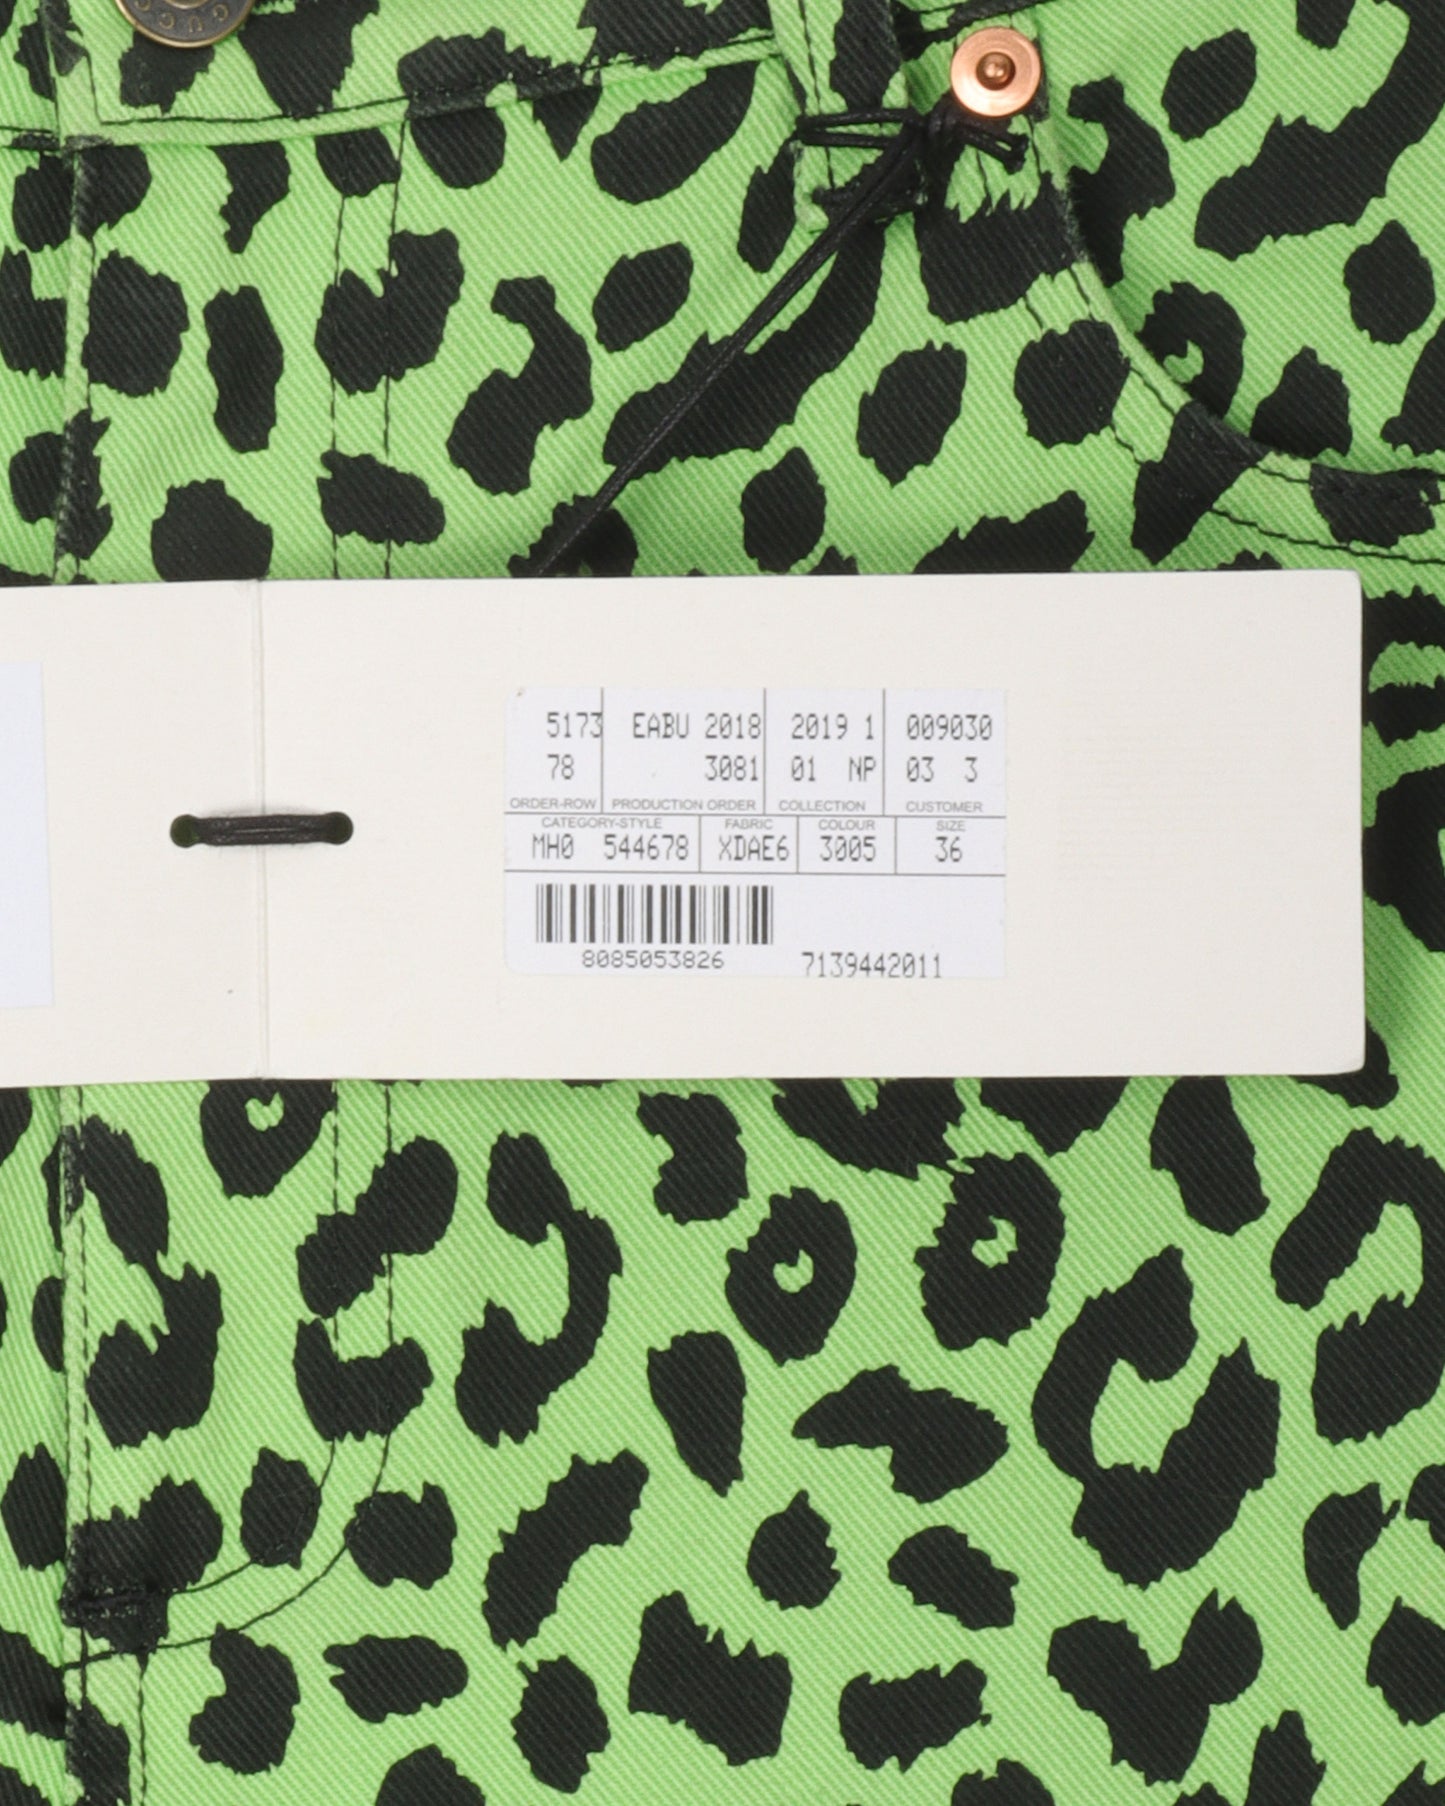 GUCCI
5173 EABU 2018 2019 1 009030
78 3081 01 NP 03 3
ORDER-ROW PRODUCTION ORDER COLLECTION CUSTOMER
CATEGORY-STYLE FABRIC COLOUR SIZE
MH0 544678 XDAE6 3005 36
8085053826 7139442011